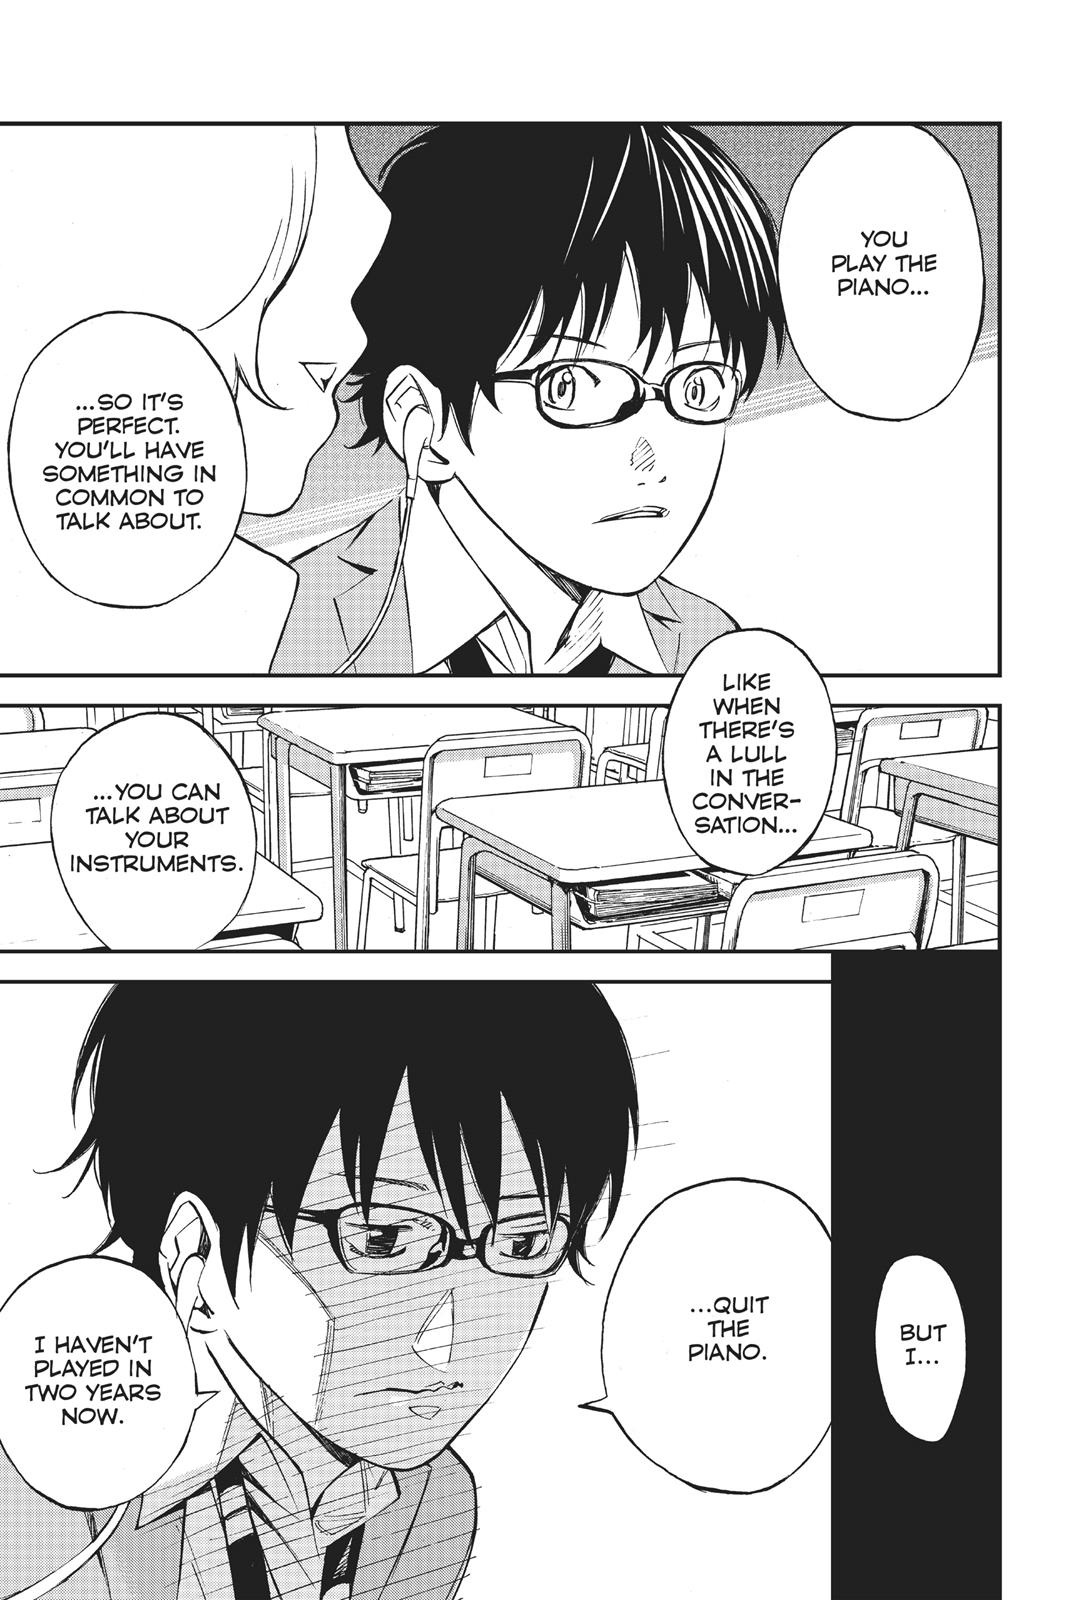 YOU
PLAY THE
PIANO...
...SO IT'S
PERFECT.
YOU'LL HAVE
SOMETHING IN
COMMON TO
TALK ABOUT.
LIKE
WHEN
THERE'S
A LULL
IN THE
CONVER-
SATION...
...YOU CAN
TALK ABOUT
YOUR
INSTRUMENTS.
BUT
I...
...QUIT
THE
PIANO.
I HAVEN'T
PLAYED IN
TWO YEARS
NOW.